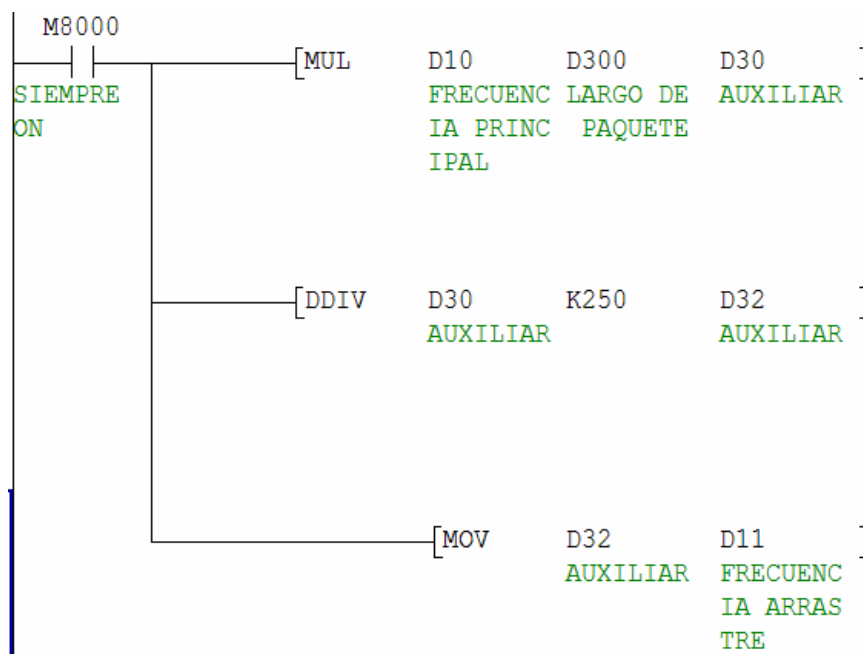 M8000
MUL D10 D300 D30
SIEMPRE FRECUENC LARGO DE AUXILIAR
ON IA PRINC PAQUETE
IPAL
DDIV D30 K250 D32
AUXILIAR AUXILIAR
MOV D32 D11
AUXILIAR FRECUENC
IA ARRAS
TRE